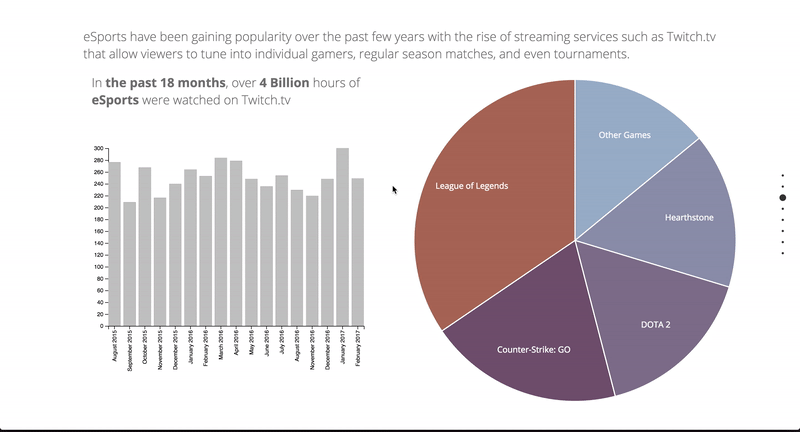 eSports have been gaining popularity over the past few years with the rise of streaming services such as Twitch.tv
that allow viewers to tune into individual gamers, regular season matches, and even tournaments.
In the past 18 months, over 4 Billion hours of
eSports were watched on Twitch.tv
300
280
260
240
220
200
180
160
140
120
100
80
60
40
20
0
August 2015
September 2015
October 2015
November 2015
December 2015
January 2016
February 2016
March 2016
April 2016
May 2016
June 2016
July 2016
August 2016
November 2016
December 2016
January 2017
February 2017
Other Games
League of Legends
Hearthstone
DOTA 2
Counter-Strike: GO